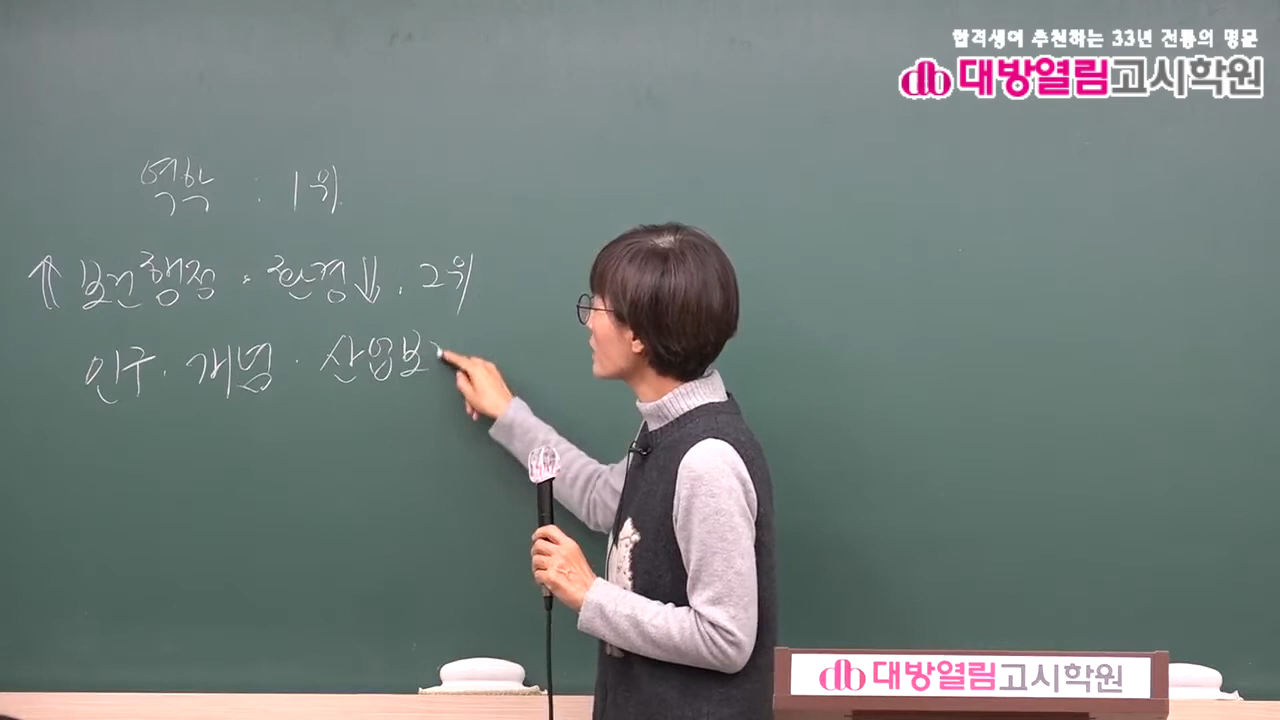 합격생이 추천하는 33년 전통의 명문
대방열림고시학원
역학 : 1위
↑ 보건행정 · 환경↓. 2위
인구 · 개념 · 산업보
대방열림고시학원